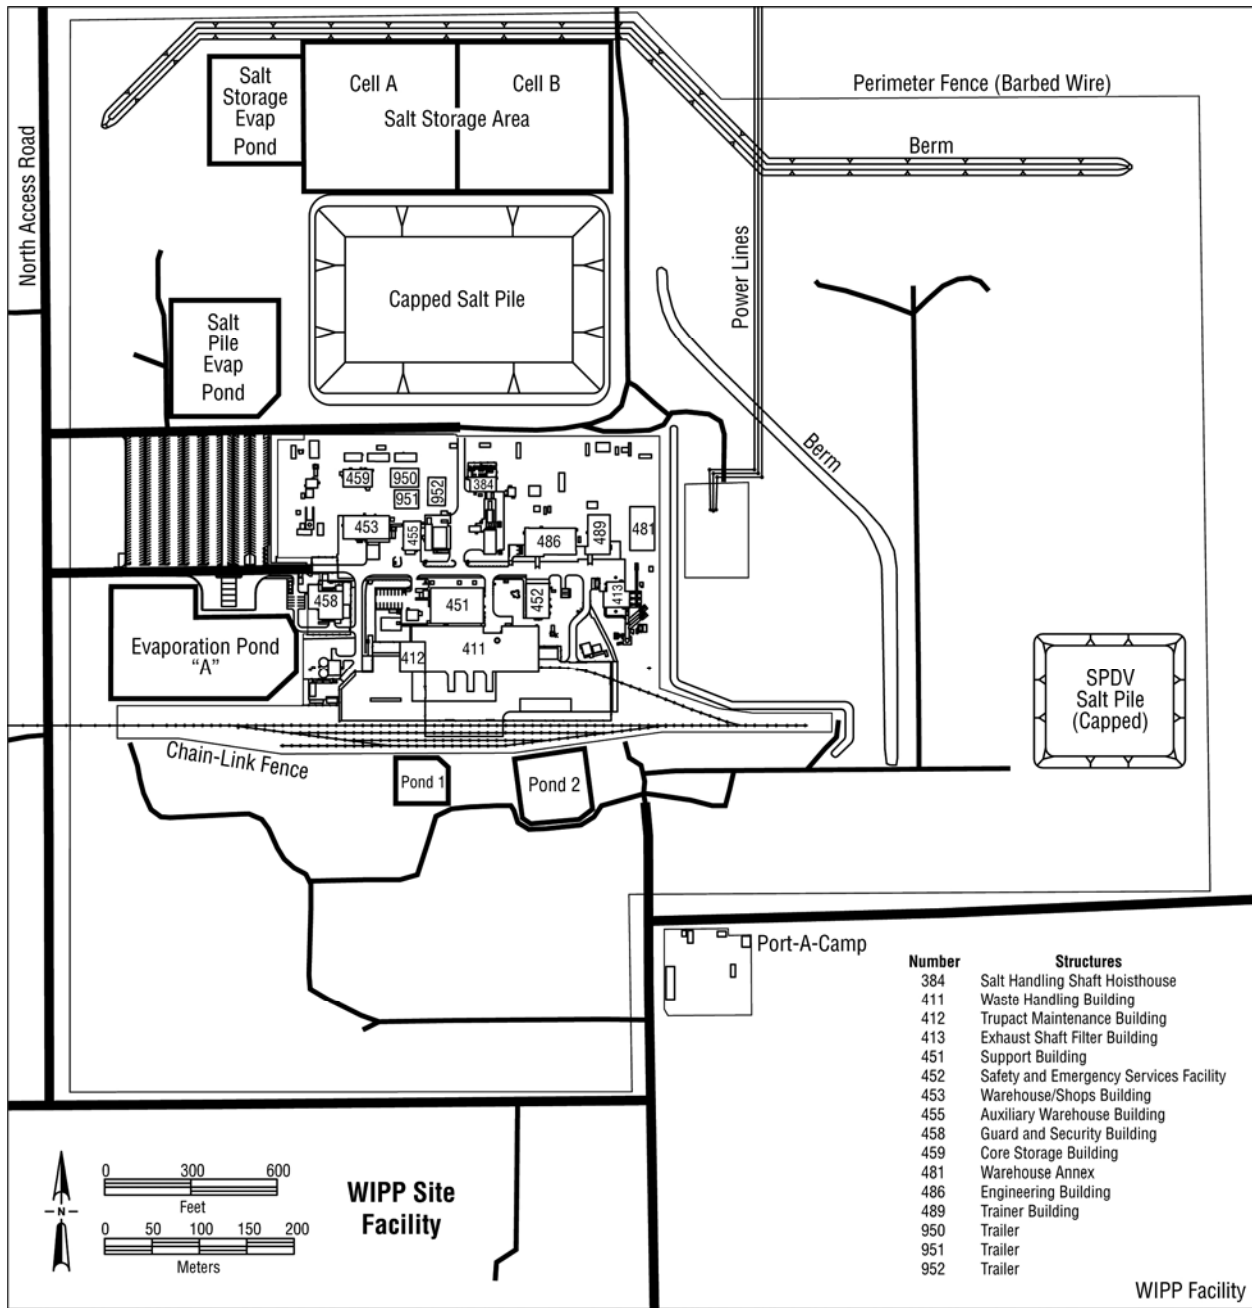 Salt
Storage
Evap
Pond
Cell A
Cell B
Salt Storage Area
Perimeter Fence (Barbed Wire)
Berm
North Access Road
Power Lines
Capped Salt Pile
Salt
Pile
Evap
Pond
Berm
459
950
951
952
384
453
455
486
489
481
458
451
452
413
411
412
Evaporation Pond
“A”
SPDV
Salt Pile
(Capped)
Chain-Link Fence
Pond 1
Pond 2
Port-A-Camp
Number Structures
384 Salt Handling Shaft Hoisthouse
411 Waste Handling Building
412 Trupact Maintenance Building
413 Exhaust Shaft Filter Building
451 Support Building
452 Safety and Emergency Services Facility
453 Warehouse/Shops Building
455 Auxiliary Warehouse Building
458 Guard and Security Building
459 Core Storage Building
481 Warehouse Annex
486 Engineering Building
489 Trainer Building
950 Trailer
951 Trailer
952 Trailer
N
0 300 600
Feet
0 50 100 150 200
Meters
WIPP Site
Facility
WIPP Facility